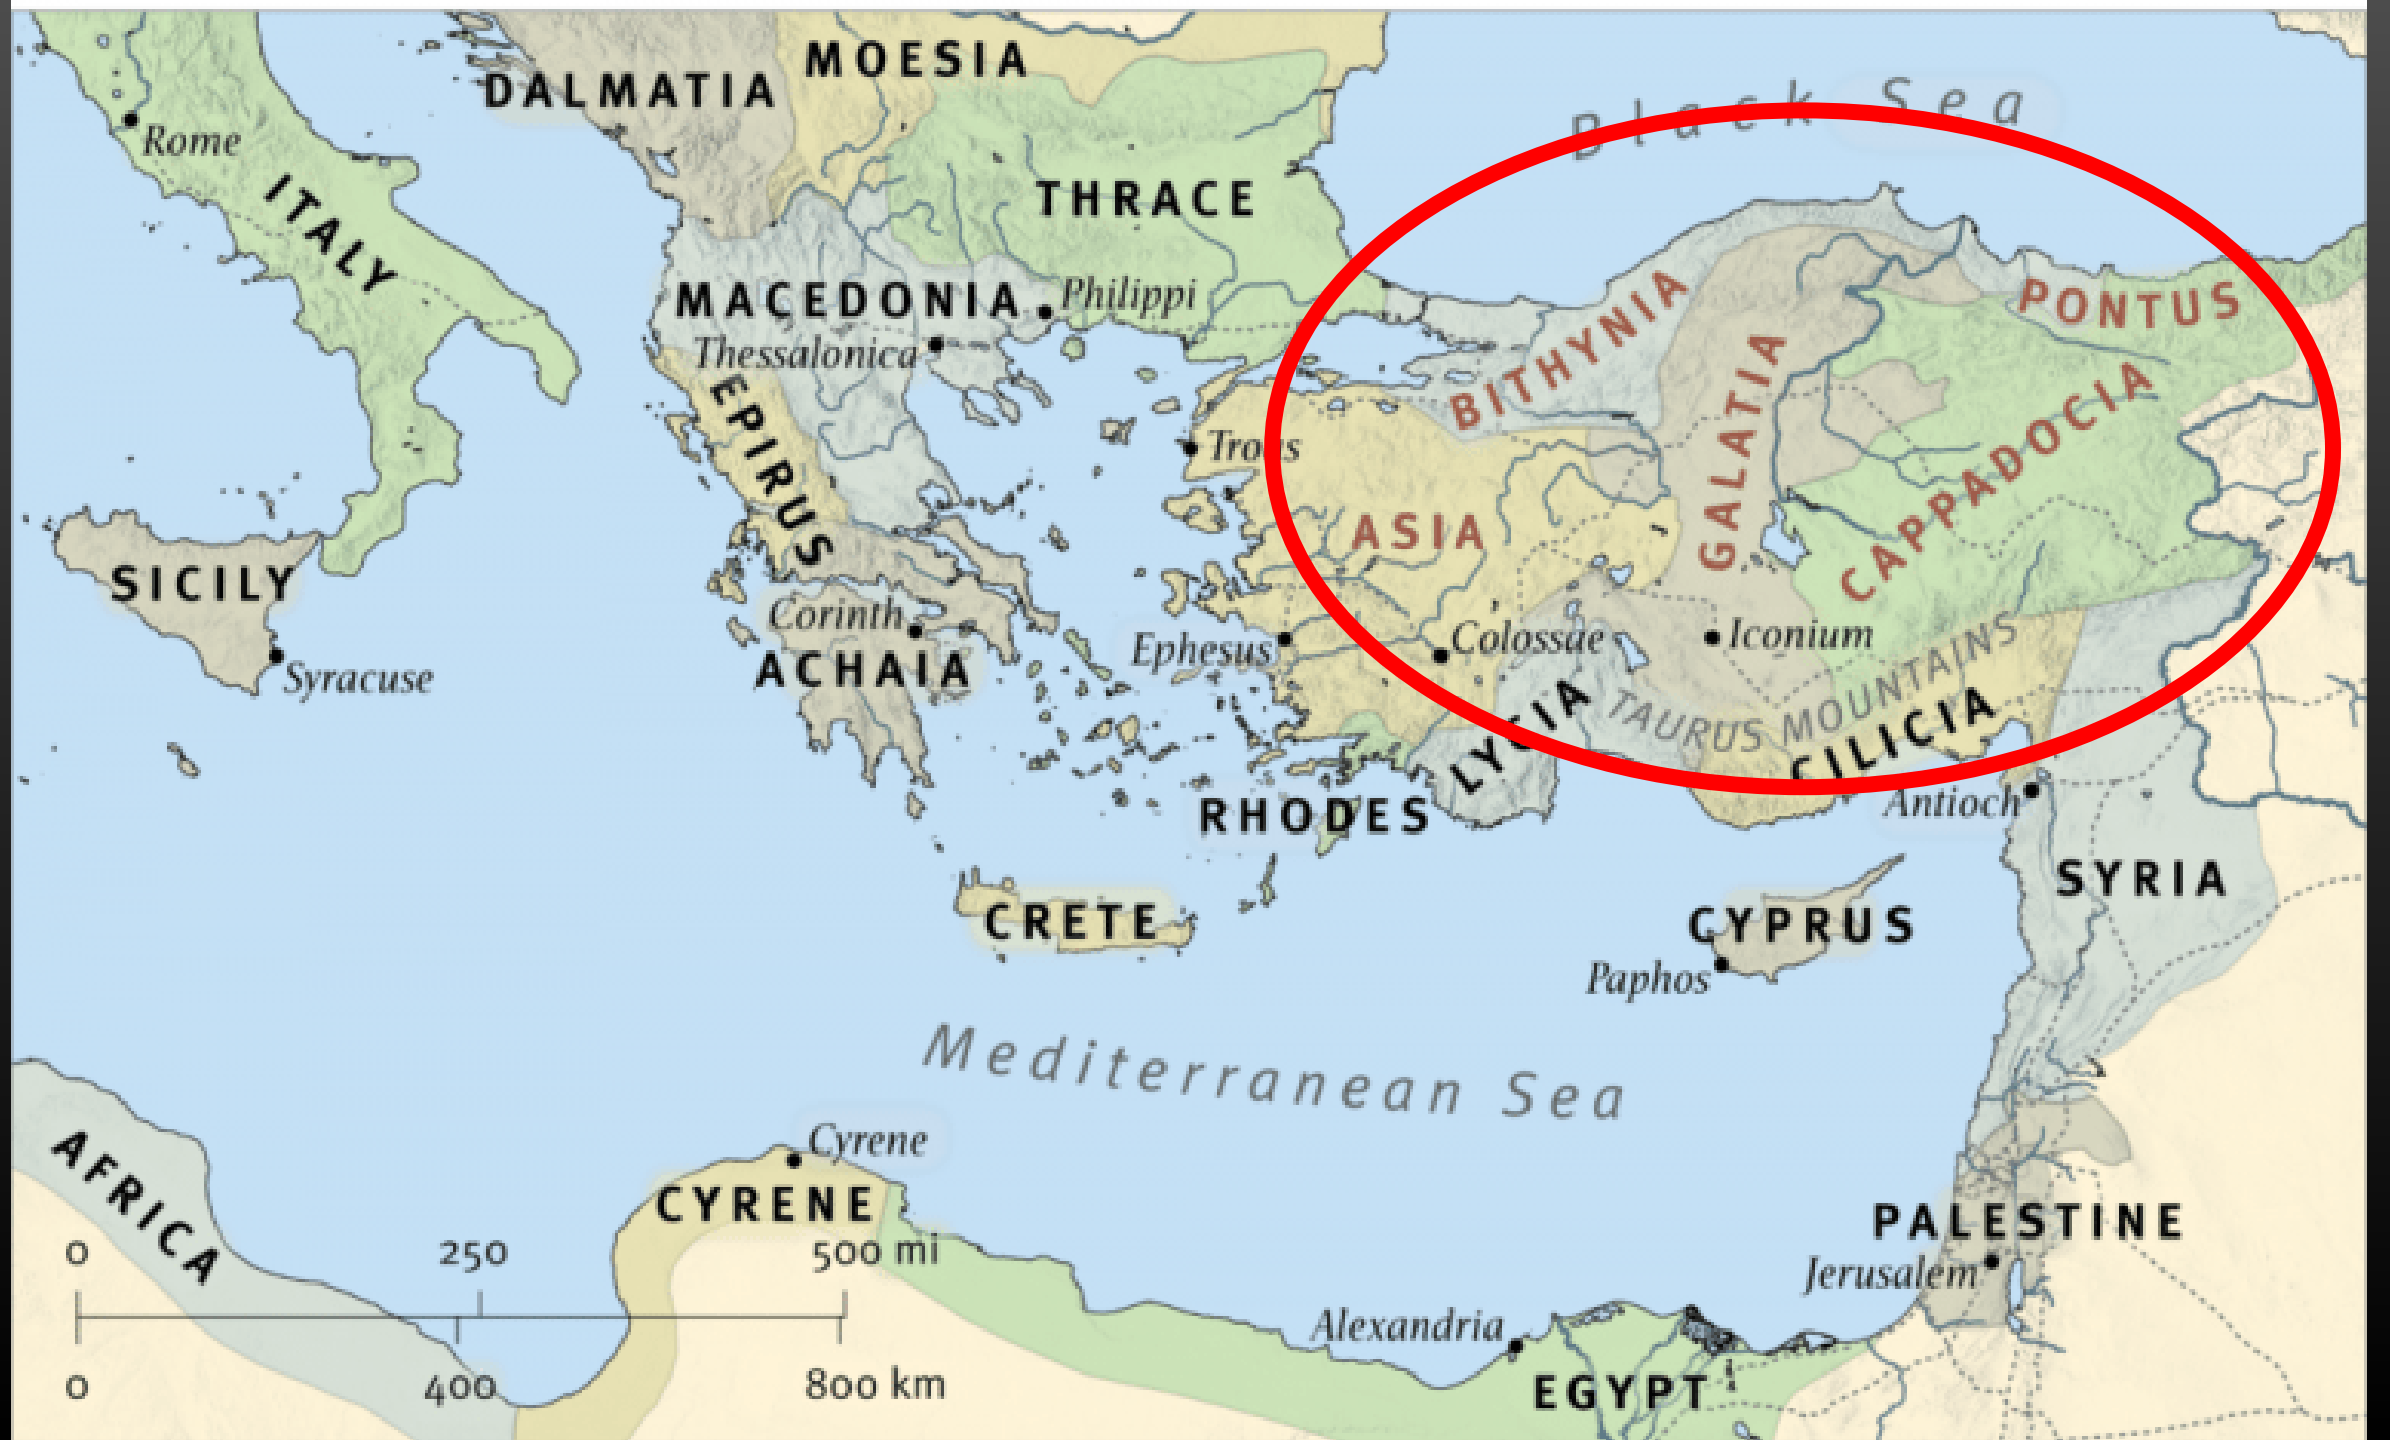 MOESIA
DALMATIA
Black Sea
Rome
THRACE
ITALY
BITHYNIA
PONTUS
MACEDONIA
Philippi
Thessalonica
GALATIA
CAPPADOCIA
EPIRUS
Troas
ASIA
SICILY
Corinth
Ephesus
Colossae
Iconium
ACHAIA
Syracuse
LYCIA
TAURUS MOUNTAINS
CILICIA
RHODES
Antioch
SYRIA
CRETE
CYPRUS
Paphos
Mediterranean Sea
Cyrene
AFRICA
CYRENE
PALESTINE
0 250 500 mi
Jerusalem
Alexandria
0 400 800 km
EGYPT